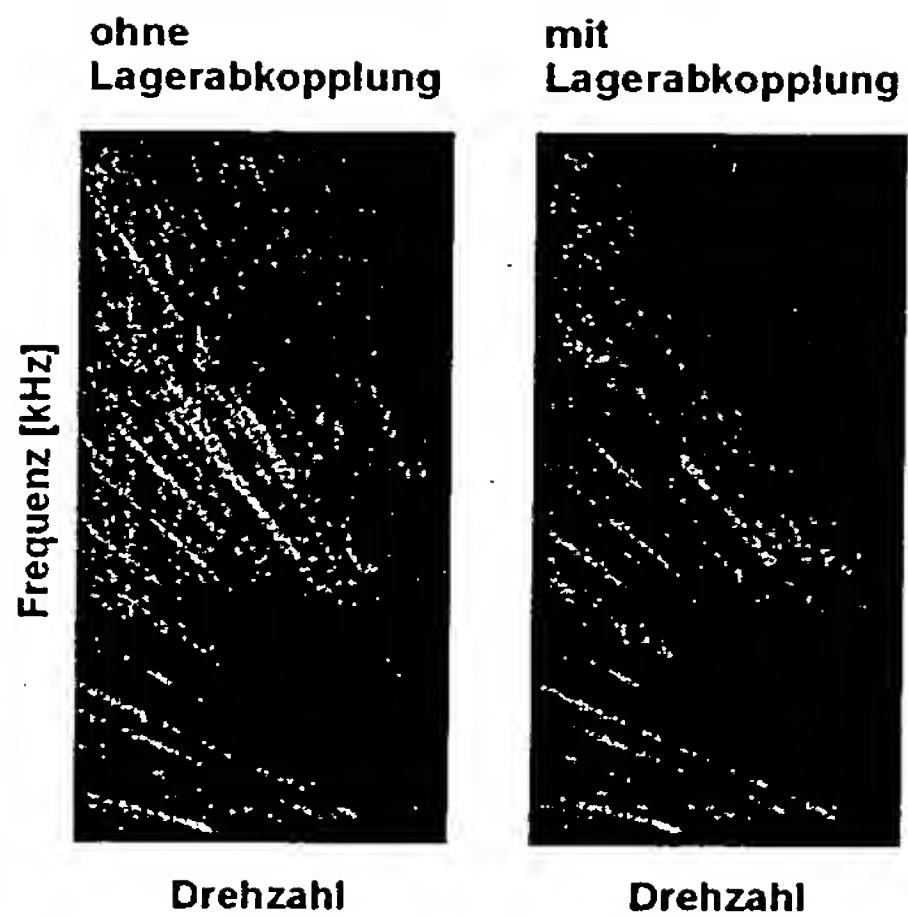 ohne
Lagerabkopplung
mit
Lagerabkopplung
Frequenz [kHz]
Drehzahl
Drehzahl